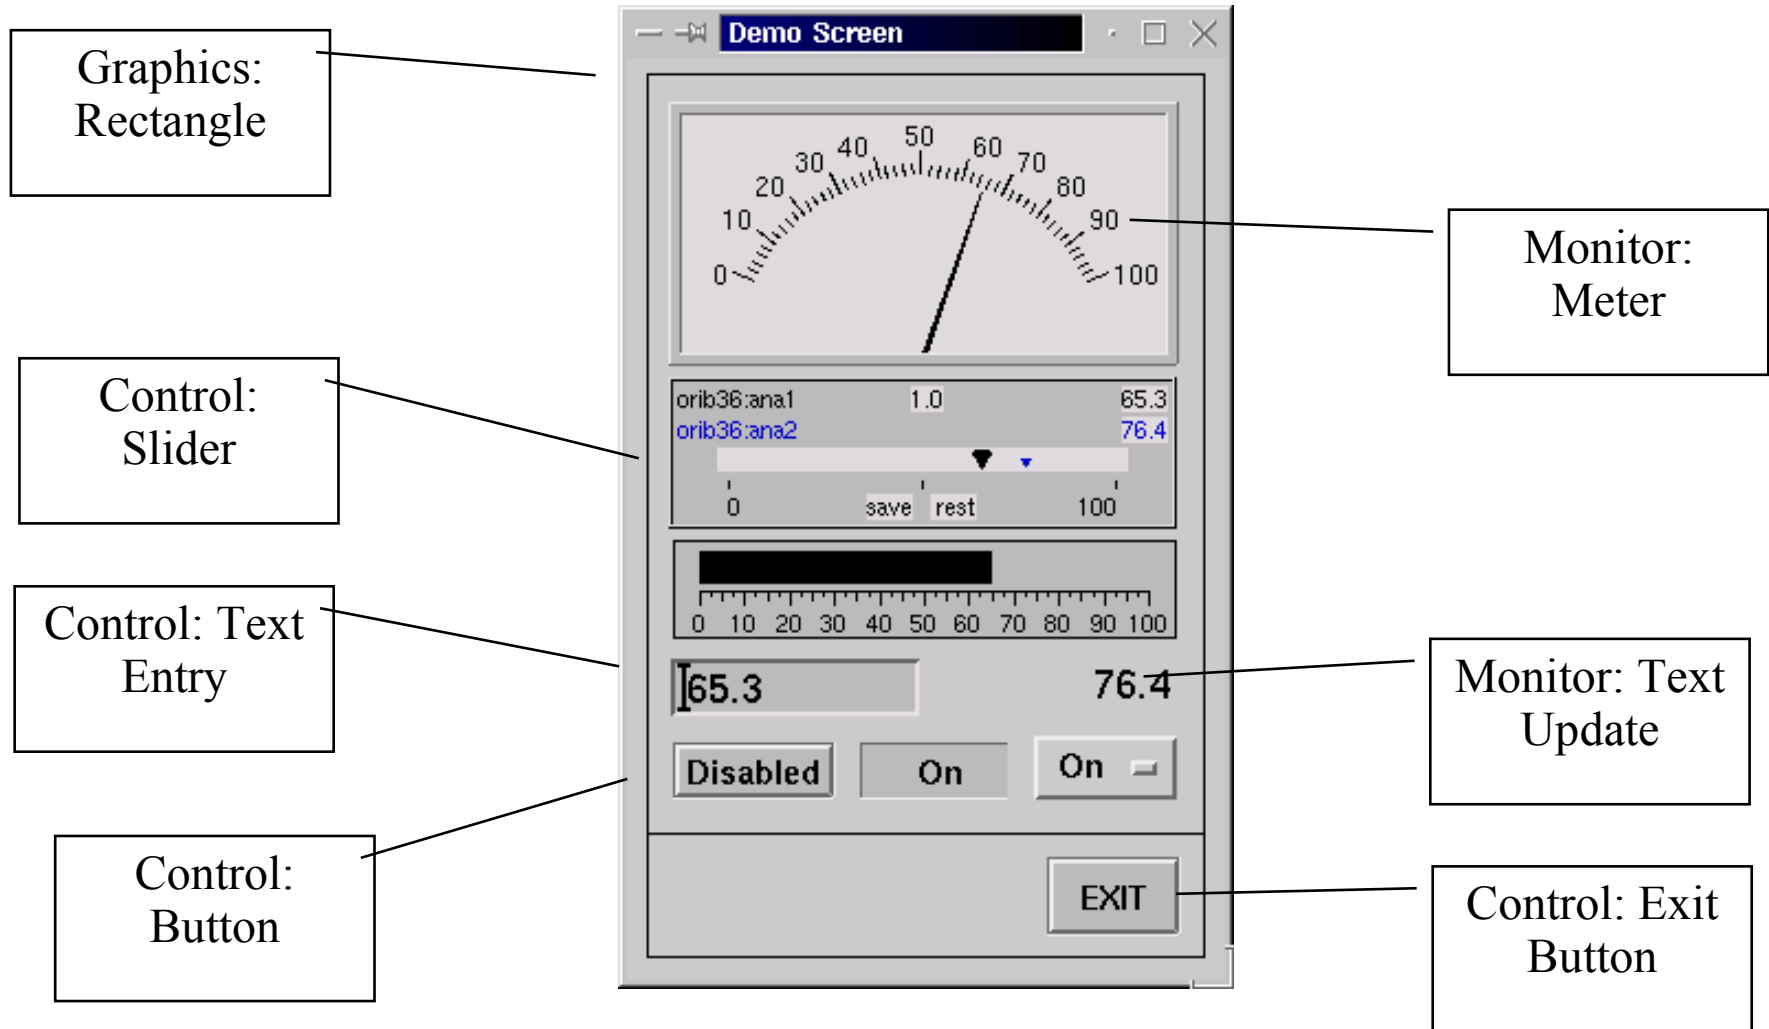 Demo Screen
Graphics:
Rectangle
0 10 20 30 40 50 60 70 80 90 100
Monitor:
Meter
Control:
Slider
orib36:ana1 1.0 65.3
orib36:ana2 76.4
0 save rest 100
0 10 20 30 40 50 60 70 80 90 100
Control: Text
Entry
65.3 76.4
Monitor: Text
Update
Disabled On On
Control:
Button
EXIT
Control: Exit
Button